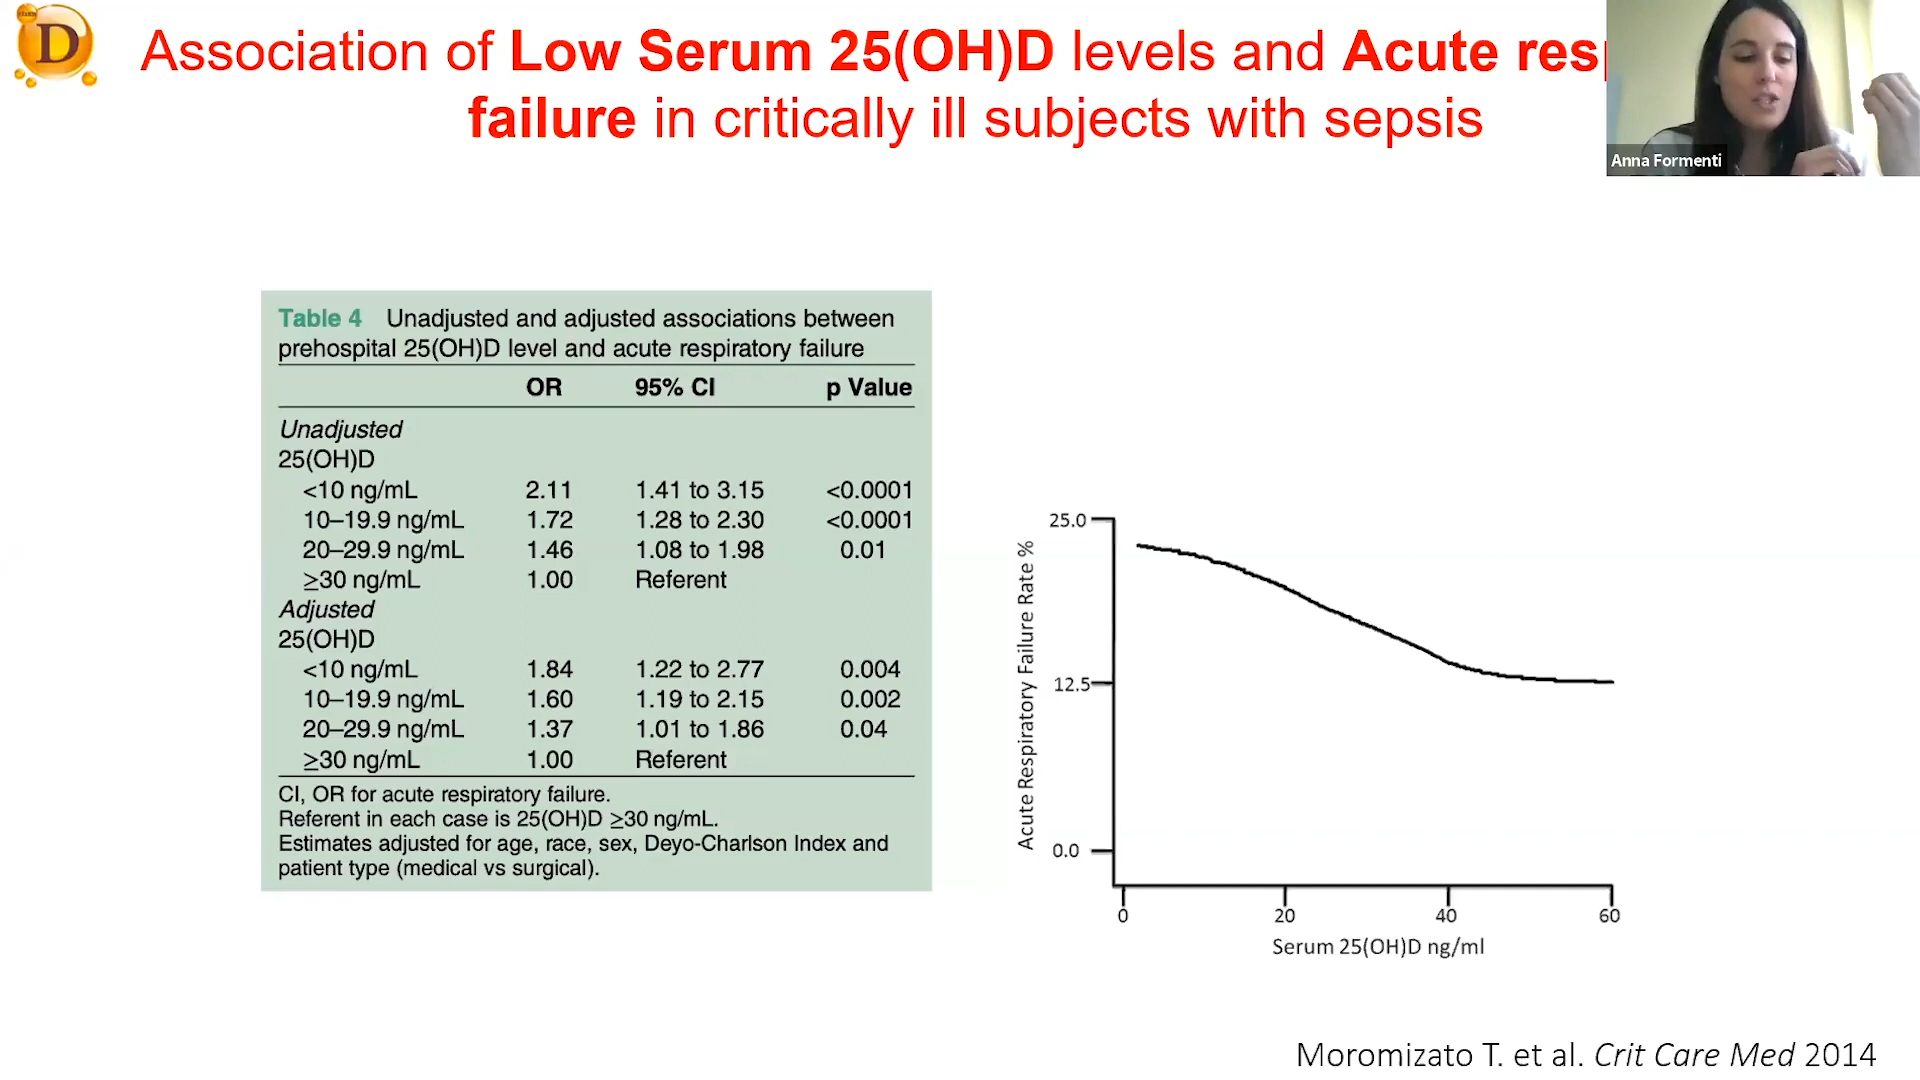 D
Association of Low Serum 25(OH)D levels and Acute
failure in critically ill subjects with sepsis
Anna Formenti
Table 4 Unadjusted and adjusted associations between
prehospital 25(OH)D level and acute respiratory failure
OR 95% CI p Value
Unadjusted
25(OH)D
<10 ng/mL 2.11 1.41 to 3.15 <0.0001
10–19.9 ng/mL 1.72 1.28 to 2.30 <0.0001
20–29.9 ng/mL 1.46 1.08 to 1.98 0.01
≥30 ng/mL 1.00 Referent
Adjusted
25(OH)D
<10 ng/mL 1.84 1.22 to 2.77 0.004
10–19.9 ng/mL 1.60 1.19 to 2.15 0.002
20–29.9 ng/mL 1.37 1.01 to 1.86 0.04
≥30 ng/mL 1.00 Referent
CI, OR for acute respiratory failure.
Referent in each case is 25(OH)D ≥30 ng/mL.
Estimates adjusted for age, race, sex, Deyo-Charlson Index and
patient type (medical vs surgical).
Acute Respiratory Failure Rate %
25.0
12.5
0.0
0 20 40 60
Serum 25(OH)D ng/ml
Moromizato T. et al. Crit Care Med 2014